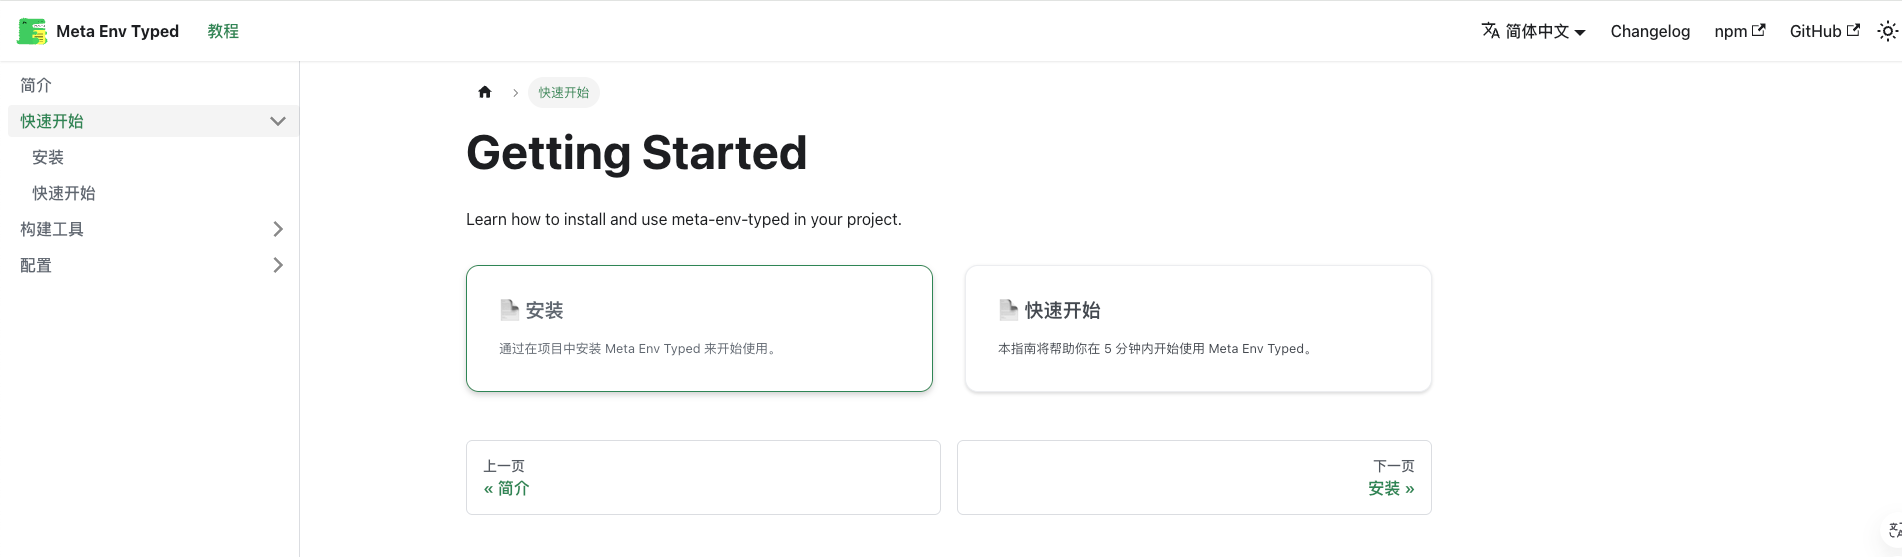 Meta Env Typed
教程
简体中文
Changelog
npm
GitHub
简介
快速开始
安装
快速开始
构建工具
配置
快速开始
Getting Started
Learn how to install and use meta-env-typed in your project.
安装
通过在项目中安装 Meta Env Typed 来开始使用。
快速开始
本指南将帮助你在 5 分钟内开始使用 Meta Env Typed。
上一页
« 简介
下一页
安装 »